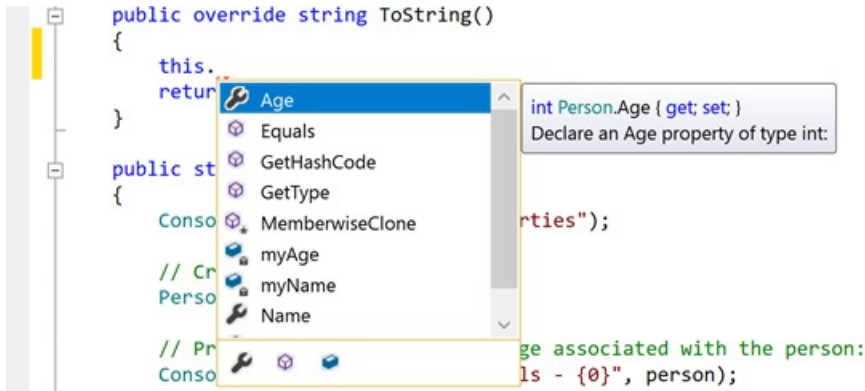 public override string ToString()
{
this.
retur
}
Age
Equals
GetHashCode
GetType
MemberwiseClone
myAge
myName
Name
int Person.Age { get; set; }
Declare an Age property of type int:
public st
{
Conso rties");
// Cr
Perso
// Pr ge associated with the person:
Conso ls - {0}", person);